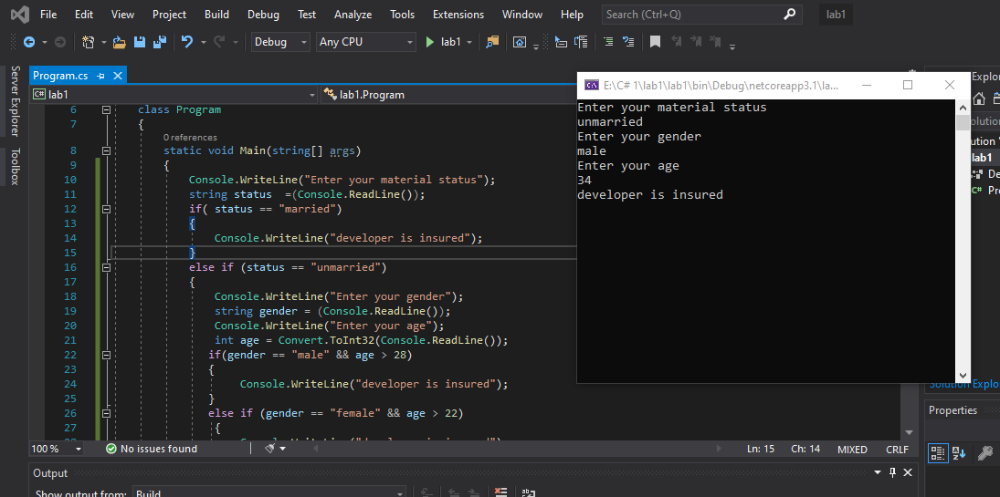 File Edit View Project Build Debug Test Analyze Tools Extensions Window Help Search (Ctrl+Q) lab1
Debug Any CPU lab1
Server Explorer
Toolbox
Program.cs
C# lab1 lab1.Program
6 class Program
7 {
0 references
8 static void Main(string[] args)
9 {
10 Console.WriteLine("Enter your material status");
11 string status =(Console.ReadLine());
12 if( status == "married")
13 {
14 Console.WriteLine("developer is insured");
15 }
16 else if (status == "unmarried")
17 {
18 Console.WriteLine("Enter your gender");
19 string gender = (Console.ReadLine());
20 Console.WriteLine("Enter your age");
21 int age = Convert.ToInt32(Console.ReadLine());
22 if(gender == "male" && age > 28)
23 {
24 Console.WriteLine("developer is insured");
25 }
26 else if (gender == "female" && age > 22)
27 {
100 % No issues found Ln: 15 Ch: 14 MIXED CRLF
Output
Show output from: Build
C:\ E:\C# 1\lab1\lab1\bin\Debug\netcoreapp3.1\la...
Enter your material status
unmarried
Enter your gender
male
Enter your age
34
developer is insured
Explor
olution
ution '
lab1
De
C# Pr
Solution Explo
Properties